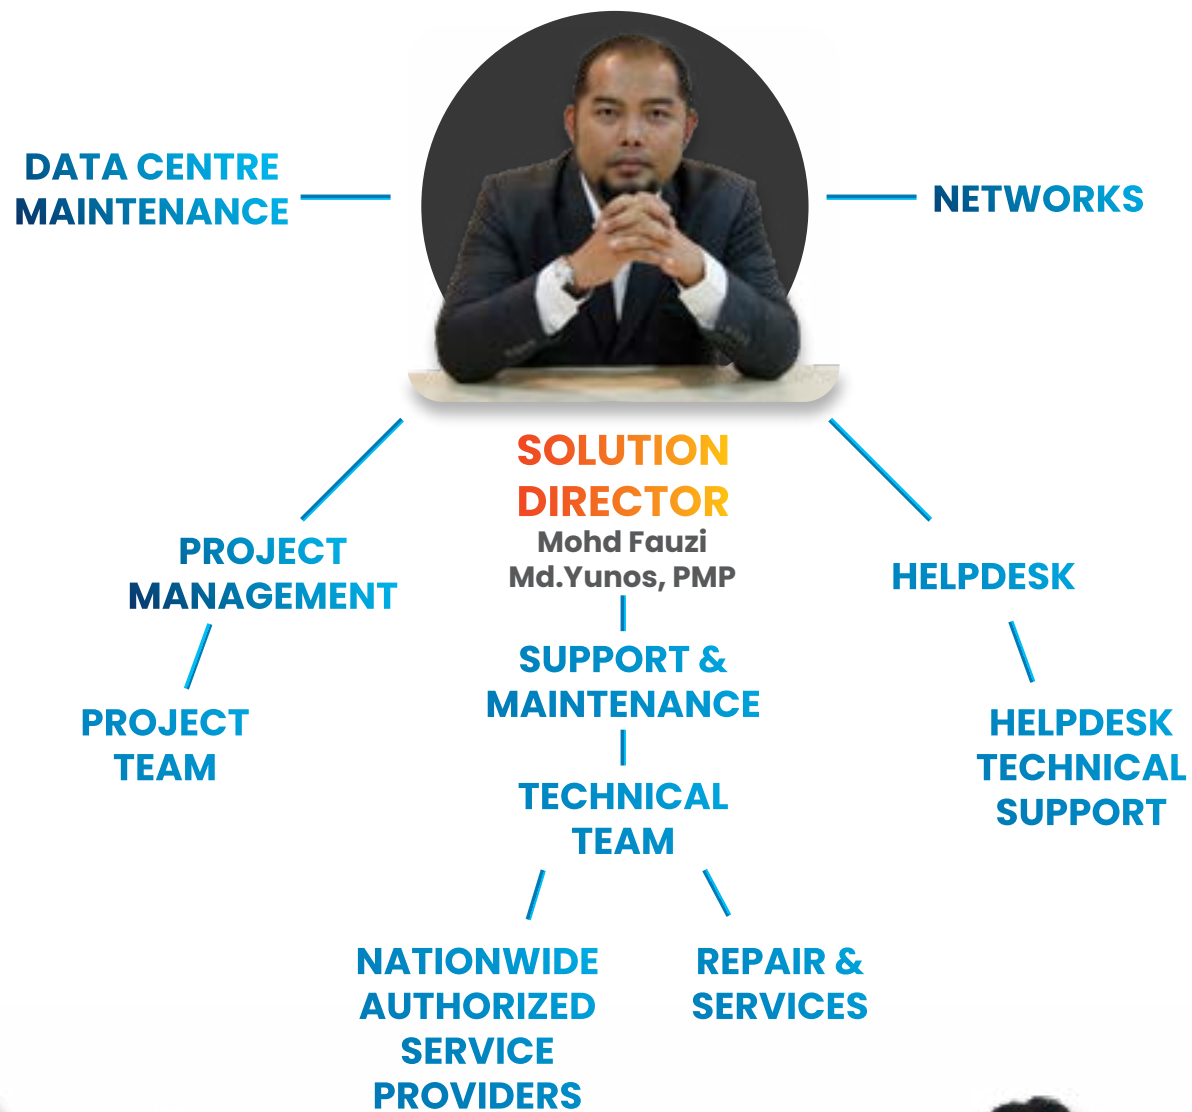 DATA CENTRE
MAINTENANCE
NETWORKS
SOLUTION
DIRECTOR
Mohd Fauzi
Md.Yunos, PMP
PROJECT
MANAGEMENT
HELPDESK
SUPPORT &
MAINTENANCE
PROJECT
TEAM
HELPDESK
TECHNICAL
SUPPORT
TECHNICAL
TEAM
NATIONWIDE
AUTHORIZED
SERVICE
PROVIDERS
REPAIR &
SERVICES